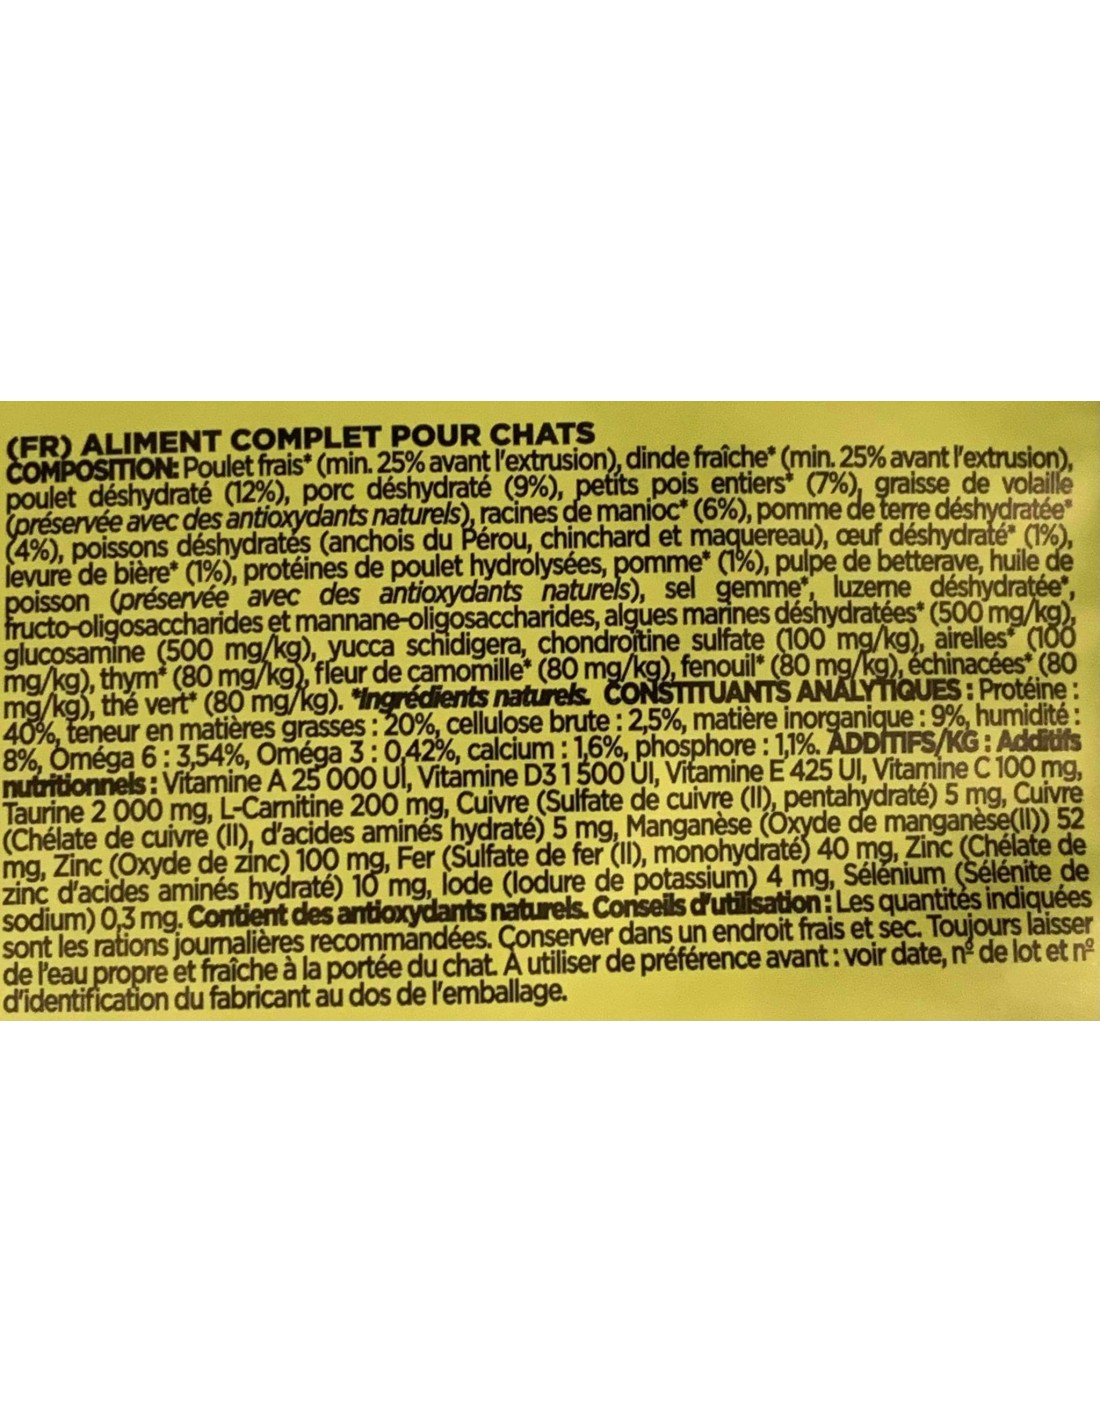 (FR) ALIMENT COMPLET POUR CHATS
COMPOSITION: Poulet frais* (min. 25% avant l'extrusion), dinde fraîche* (min. 25% avant l'extrusion),
poulet déshydraté (12%), porc déshydraté (9%), petits pois entiers* (7%), graisse de volaille
(préservée avec des antioxydants naturels), racines de manioc* (6%), pomme de terre déshydratée*
(4%), poissons déshydratés (anchois du Pérou, chinchard et maquereau), œuf déshydraté* (1%),
levure de bière* (1%), protéines de poulet hydrolysées, pomme* (1%), pulpe de betterave, huile de
poisson (préservée avec des antioxydants naturels), sel gemme*, luzerne déshydratée*,
fructo-oligosaccharides et mannane-oligosaccharides, algues marines déshydratées* (500 mg/kg),
glucosamine (500 mg/kg), yucca schidigera, chondroïtine sulfate (100 mg/kg), airelles* (100
mg/kg), thym* (80 mg/kg), fleur de camomille* (80 mg/kg), fenouil* (80 mg/kg), échinacées* (80
mg/kg), thé vert* (80 mg/kg). *Ingrédients naturels. CONSTITUANTS ANALYTIQUES : Protéine :
40%, teneur en matières grasses : 20%, cellulose brute : 2,5%, matière inorganique : 9%, humidité :
8%, Oméga 6 : 3,54%, Oméga 3 : 0,42%, calcium : 1,6%, phosphore : 1,1%. ADDITIFS/KG : Additifs
nutritionnels : Vitamine A 25 000 UI, Vitamine D3 1 500 UI, Vitamine E 425 UI, Vitamine C 100 mg,
Taurine 2 000 mg, L-Carnitine 200 mg, Cuivre (Sulfate de cuivre (II), pentahydraté) 5 mg, Cuivre
(Chélate de cuivre (II), d'acides aminés hydraté) 5 mg, Manganèse (Oxyde de manganèse(II)) 52
mg, Zinc (Oxyde de zinc) 100 mg, Fer (Sulfate de fer (II), monohydraté) 40 mg, Zinc (Chélate de
zinc d'acides aminés hydraté) 10 mg, Iode (Iodure de potassium) 4 mg, Sélénium (Sélénite de
sodium) 0,3 mg. Contient des antioxydants naturels. Conseils d'utilisation : Les quantités indiquées
sont les rations journalières recommandées. Conserver dans un endroit frais et sec. Toujours laisser
de l'eau propre et fraîche à la portée du chat. À utiliser de préférence avant : voir date, nº de lot et nº
d'identification du fabricant au dos de l'emballage.